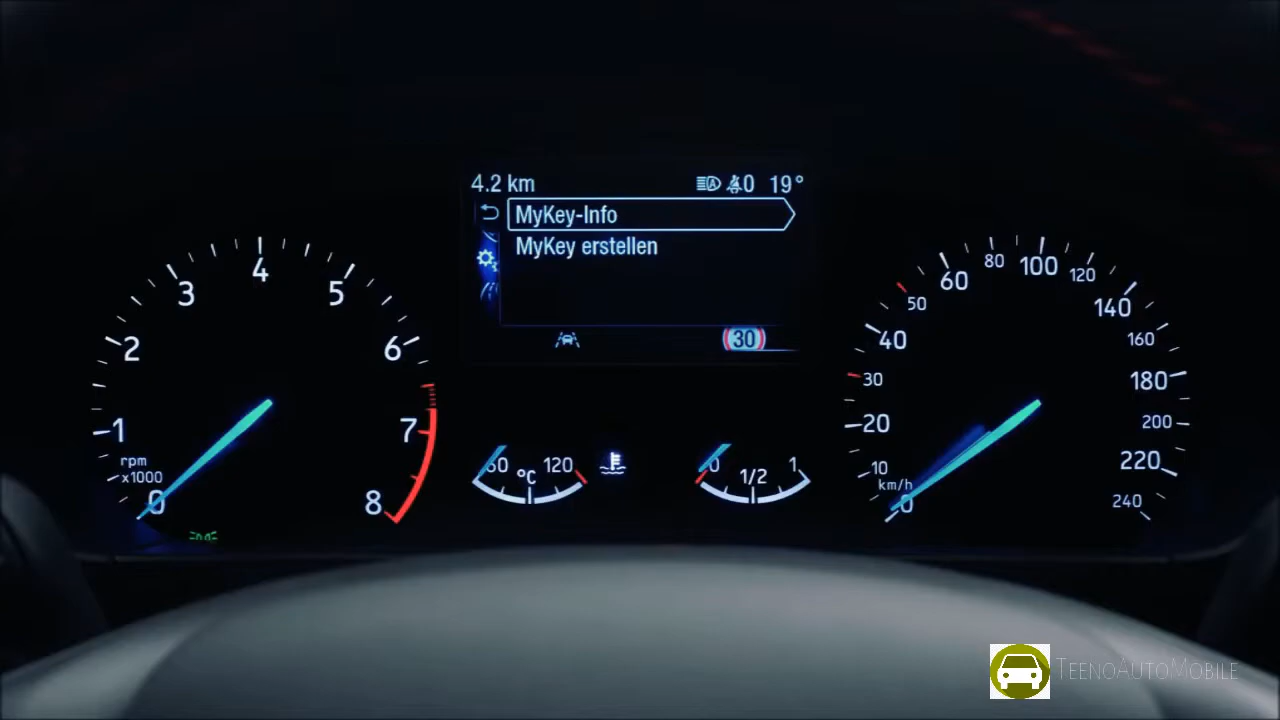 4.2 km
0 19°
MyKey-Info
MyKey erstellen
30
0 1 2 3 4 5 6 7 8
rpm
x1000
60 120
°C
0 1/2 1
0 10 20 30 40 50 60 80 100 120 140 160 180 200 220 240
km/h
TEENOAUTOMOBILE